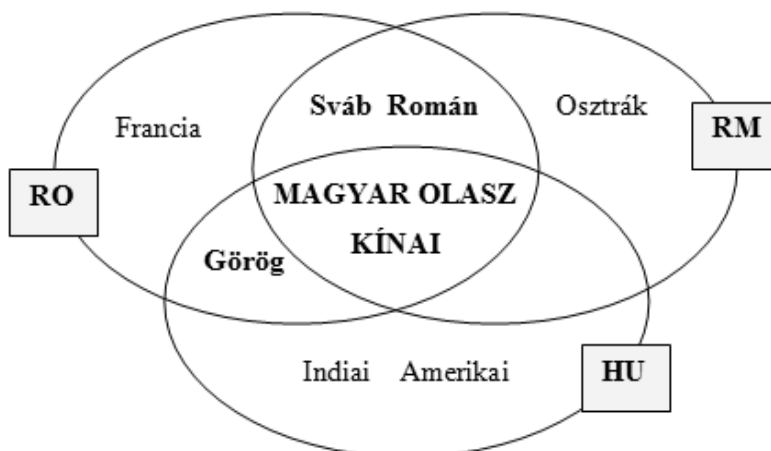 Sváb Román
Francia
Osztrák
RM
RO
MAGYAR OLASZ
KÍNAI
Görög
Indiai Amerikai
HU